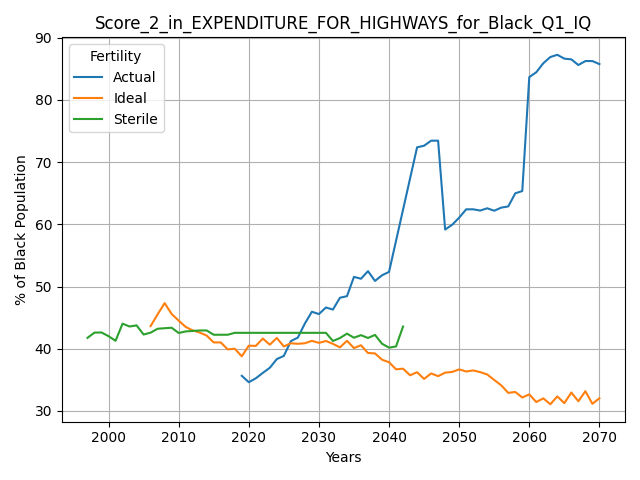 Score_2_in_EXPENDITURE_FOR_HIGHWAYS_for_Black_Q1_IQ
Fertility
Actual
Ideal
Sterile
% of Black Population
90
80
70
60
50
40
30
2000 2010 2020 2030 2040 2050 2060 2070
Years